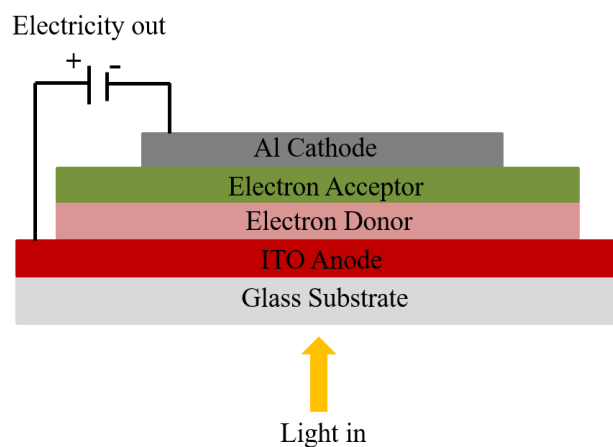 Electricity out
+ -
Al Cathode
Electron Acceptor
Electron Donor
ITO Anode
Glass Substrate
Light in